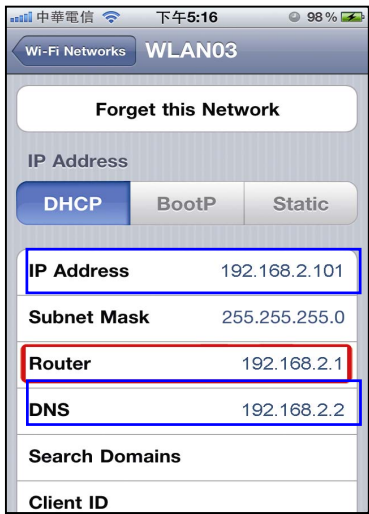 中華電信 下午5:16 98%
Wi-Fi Networks WLAN03
Forget this Network
IP Address
DHCP BootP Static
IP Address 192.168.2.101
Subnet Mask 255.255.255.0
Router 192.168.2.1
DNS 192.168.2.2
Search Domains
Client ID